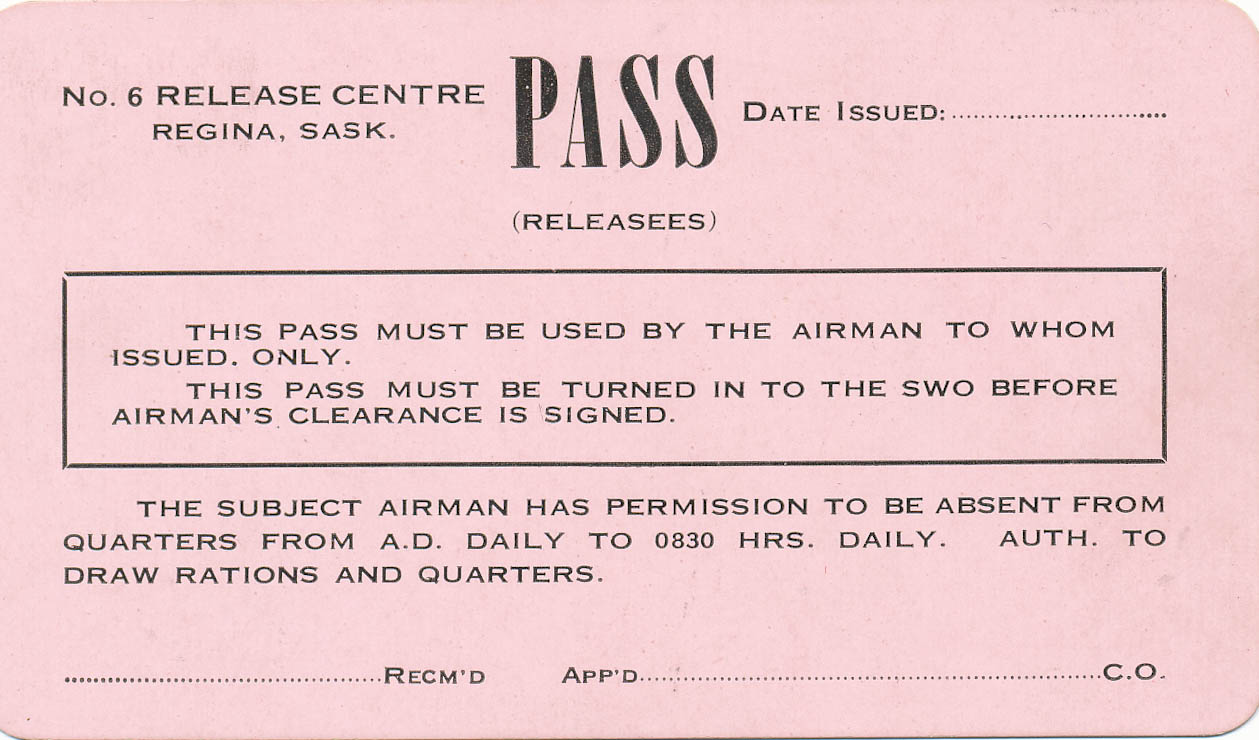 No. 6 RELEASE CENTRE
REGINA, SASK.
PASS
DATE ISSUED:..............................
(RELEASEES)
THIS PASS MUST BE USED BY THE AIRMAN TO WHOM
ISSUED. ONLY.
THIS PASS MUST BE TURNED IN TO THE SWO BEFORE
AIRMAN'S CLEARANCE IS SIGNED.
THE SUBJECT AIRMAN HAS PERMISSION TO BE ABSENT FROM
QUARTERS FROM A.D. DAILY TO 0830 HRS. DAILY. AUTH. TO
DRAW RATIONS AND QUARTERS.
..............................RECM'D APP'D..............................C.O.